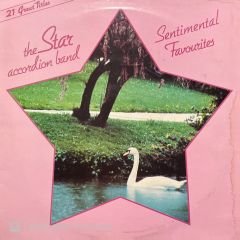 21 Great Titles
the Star
accordion band
Sentimental
Favourites